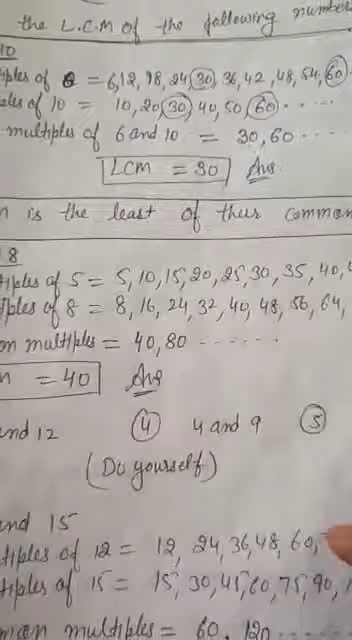 the L.C.M of the following number
10
tiples of 6 = 6,12, 18, 24,30, 36, 42, 48, 54, 60
ples of 10 = 10, 20,30, 40, 50, 60.....
multiples of 6 and 10 = 30, 60.....
LCM = 30 Ans
m is the least of their common
8
tiples of 5 = 5, 10, 15, 20, 25, 30, 35, 40,
tiples of 8 = 8, 16, 24, 32, 40, 48, 56, 64,
on multiples = 40, 80 ......
m = 40 Ans
and 12 4 4 and 9 5
(Do yourself)
and 15
tiples of 12 = 12, 24, 36,48, 60,
tiples of 15 = 15, 30, 45,60, 75, 90,
mon multiples = 60, 120...